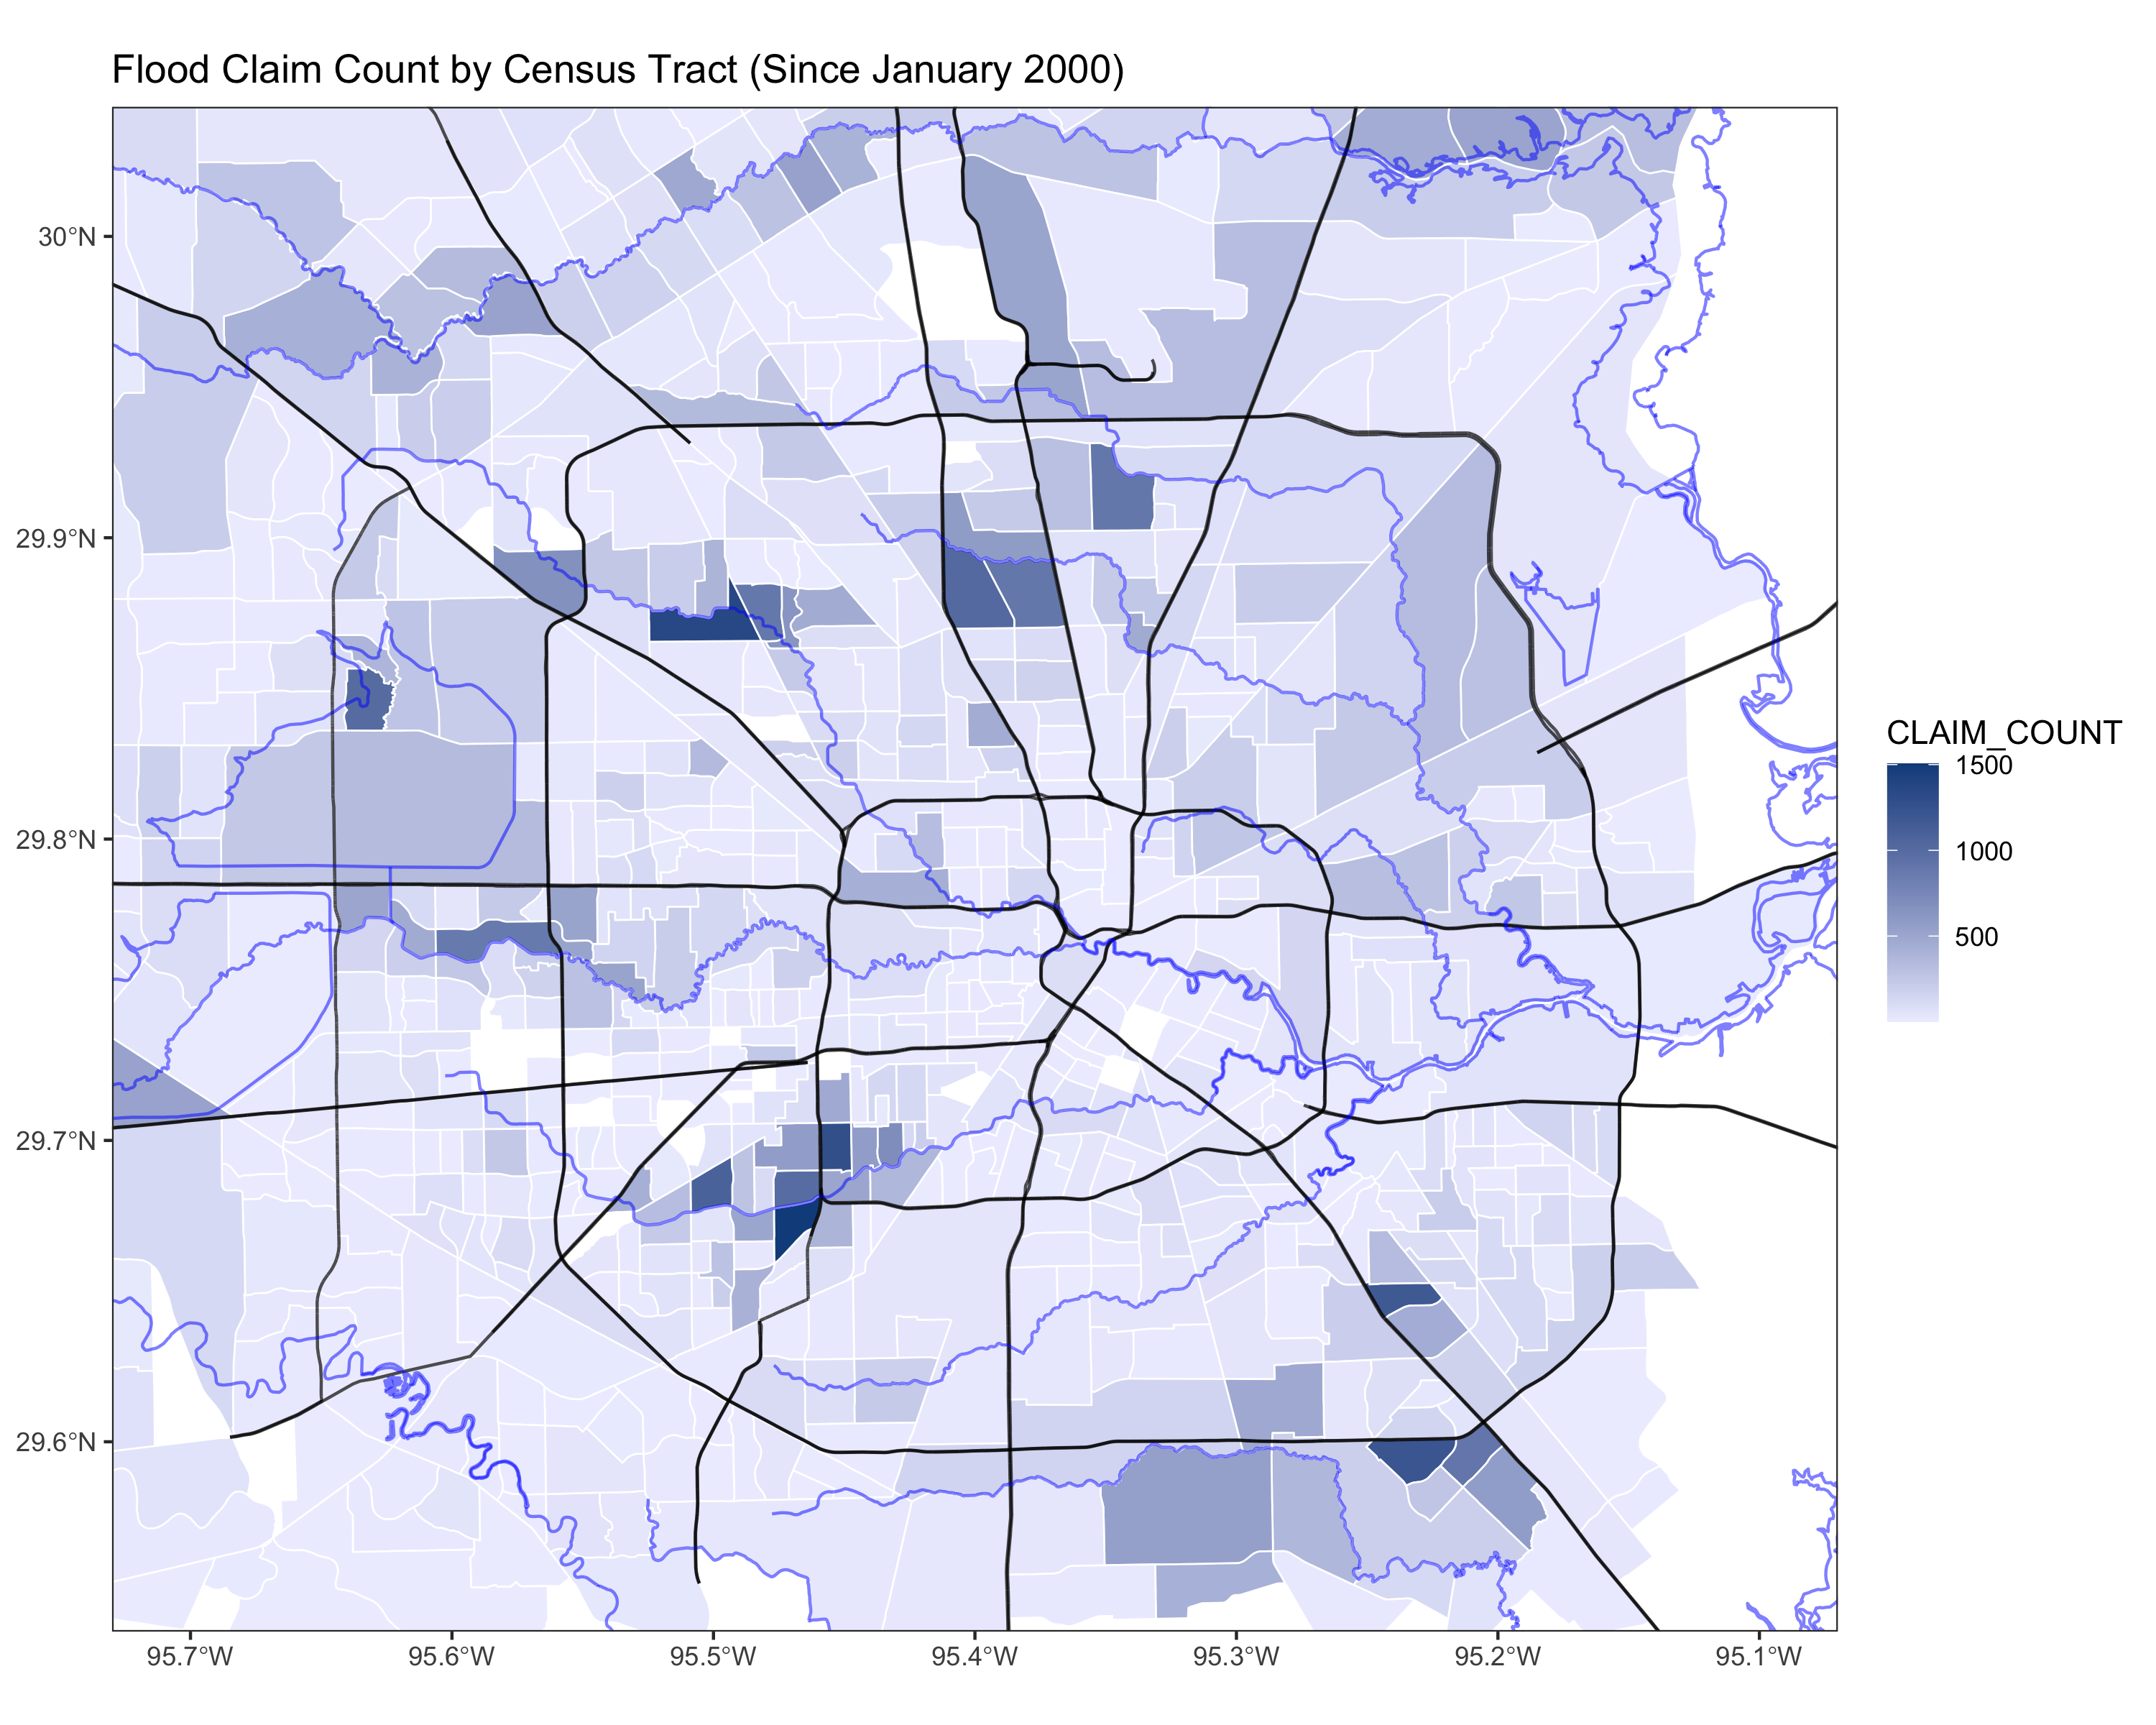 Flood Claim Count by Census Tract (Since January 2000)
30°N
29.9°N
29.8°N
29.7°N
29.6°N
95.7°W
95.6°W
95.5°W
95.4°W
95.3°W
95.2°W
95.1°W
CLAIM_COUNT
1500
1000
500